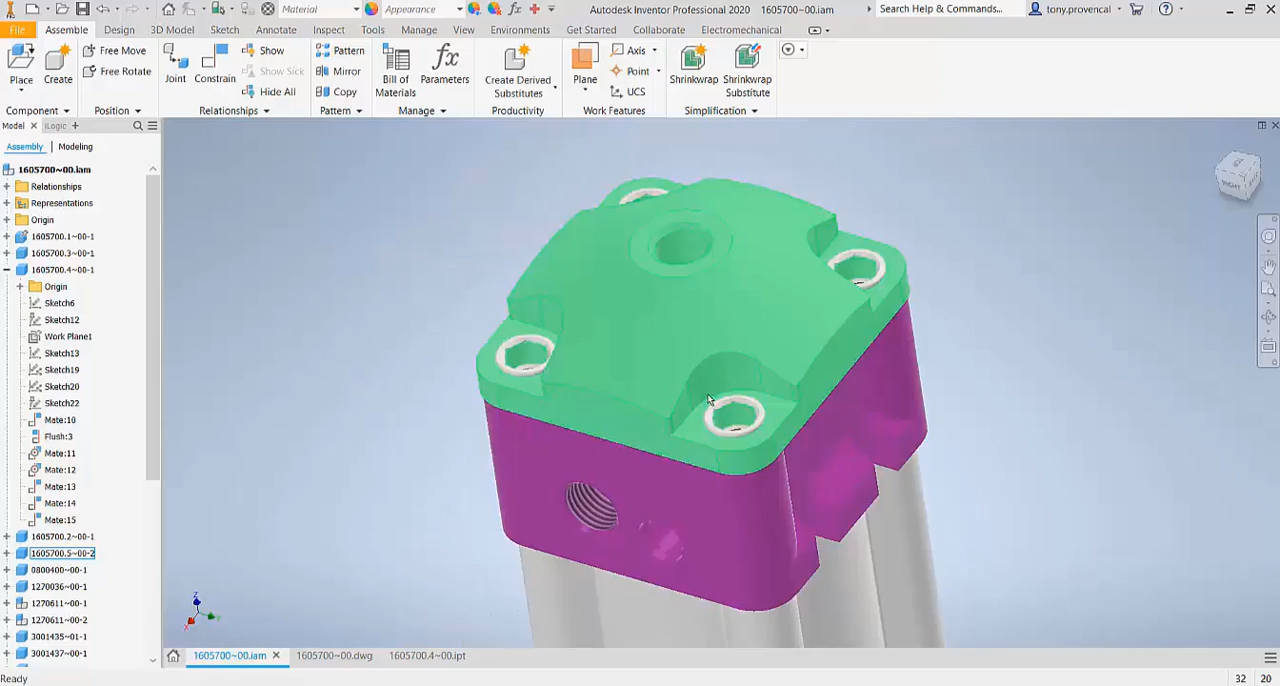 Material
Appearance
fx
Autodesk Inventor Professional 2020 1605700~00.iam
Search Help & Commands...
tony.provencal
File Assemble Design 3D Model Sketch Annotate Inspect Tools Manage View Environments Get Started Collaborate Electromechanical
Place
Create
Free Move
Free Rotate
Joint
Constrain
Show
Show Sick
Hide All
Pattern
Mirror
Copy
Bill of
Materials
fx
Parameters
Create Derived
Substitutes
Plane
Axis
Point
UCS
Shrinkwrap
Shrinkwrap
Substitute
Component Position Relationships Pattern Manage Productivity Work Features Simplification
Model iLogic
Assembly Modeling
1605700~00.iam
Relationships
Representations
Origin
1605700.1~00-1
1605700.3~00-1
1605700.4~00-1
Origin
Sketch6
Sketch12
Work Plane1
Sketch13
Sketch19
Sketch20
Sketch22
Mate:10
Flush:3
Mate:11
Mate:12
Mate:13
Mate:14
Mate:15
1605700.2~00-1
1605700.5~00-2
0800400~00-1
1270036~00-1
1270611~00-1
1270611~00-2
3001435~01-1
3001437~00-1
RIGHT
Z
X
Y
1605700~00.iam 1605700~00.dwg 1605700.4~00.ipt
Ready
32 20